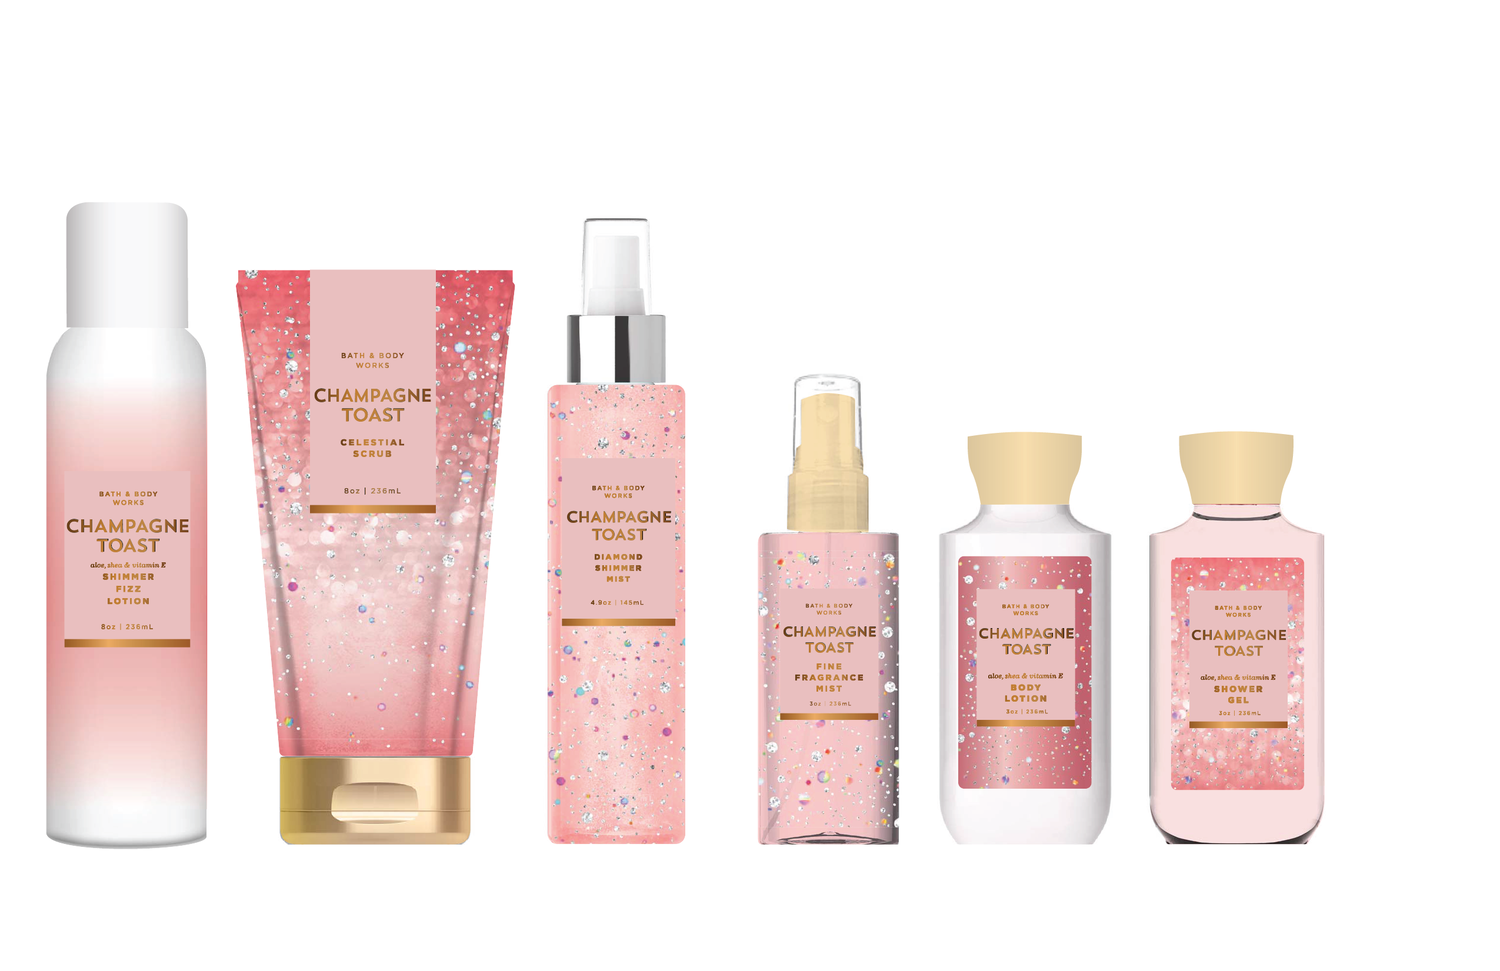 BATH & BODY
WORKS
CHAMPAGNE
TOAST
aloe, shea & vitamin E
SHIMMER
FIZZ
LOTION
8oz | 236mL
BATH & BODY
WORKS
CHAMPAGNE
TOAST
CELESTIAL
SCRUB
8oz | 236mL
BATH & BODY
WORKS
CHAMPAGNE
TOAST
DIAMOND
SHIMMER
MIST
4.9oz | 145mL
BATH & BODY
WORKS
CHAMPAGNE
TOAST
FINE
FRAGRANCE
MIST
3oz | 236mL
BATH & BODY
WORKS
CHAMPAGNE
TOAST
aloe, shea & vitamin E
BODY
LOTION
3oz | 236mL
BATH & BODY
WORKS
CHAMPAGNE
TOAST
aloe, shea & vitamin E
SHOWER
GEL
3oz | 236mL